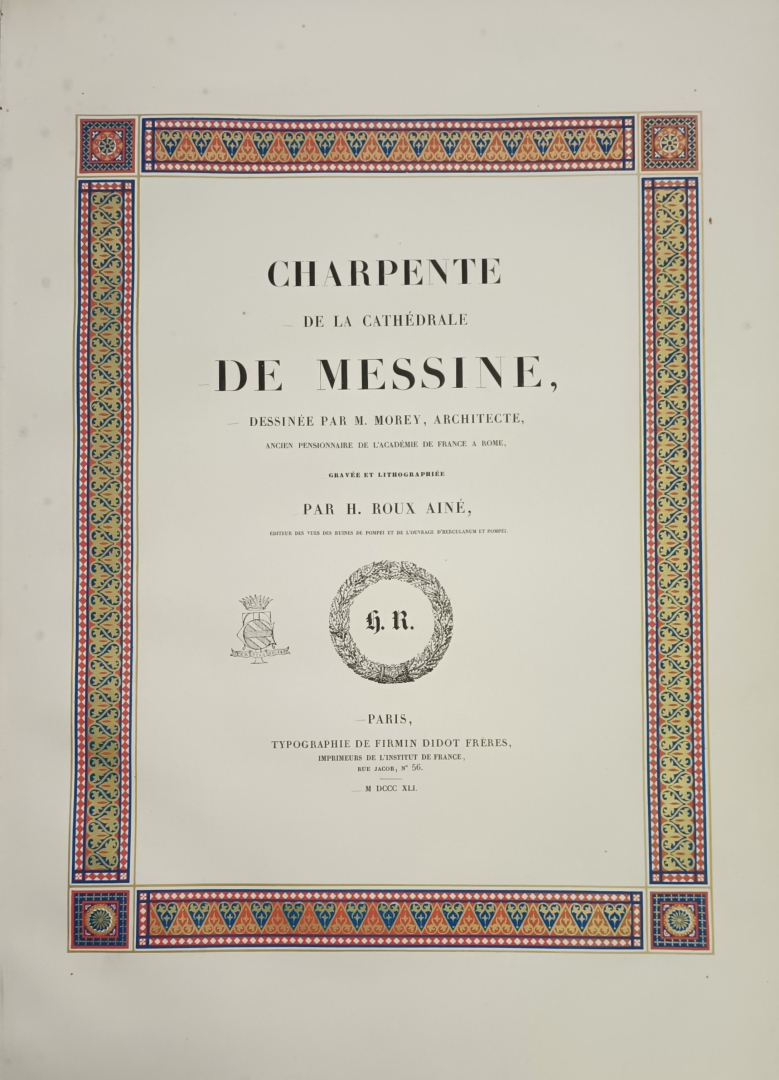 CHARPENTE
DE LA CATHÉDRALE
DE MESSINE,
DESSINÉE PAR M. MOREY, ARCHITECTE,
ANCIEN PENSIONNAIRE DE L'ACADÉMIE DE FRANCE A ROME,
GRAVÉE ET LITHOGRAPHIÉE
PAR H. ROUX AINÉ,
ÉDITEUR DES VUES DES RUINES DE POMPEI ET DE L'OUVRAGE D'HERCULANUM ET POMPEI.
H. R.
PARIS,
TYPOGRAPHIE DE FIRMIN DIDOT FRÈRES,
IMPRIMEURS DE L'INSTITUT DE FRANCE,
RUE JACOB, N° 56.
M DCCC XLI.